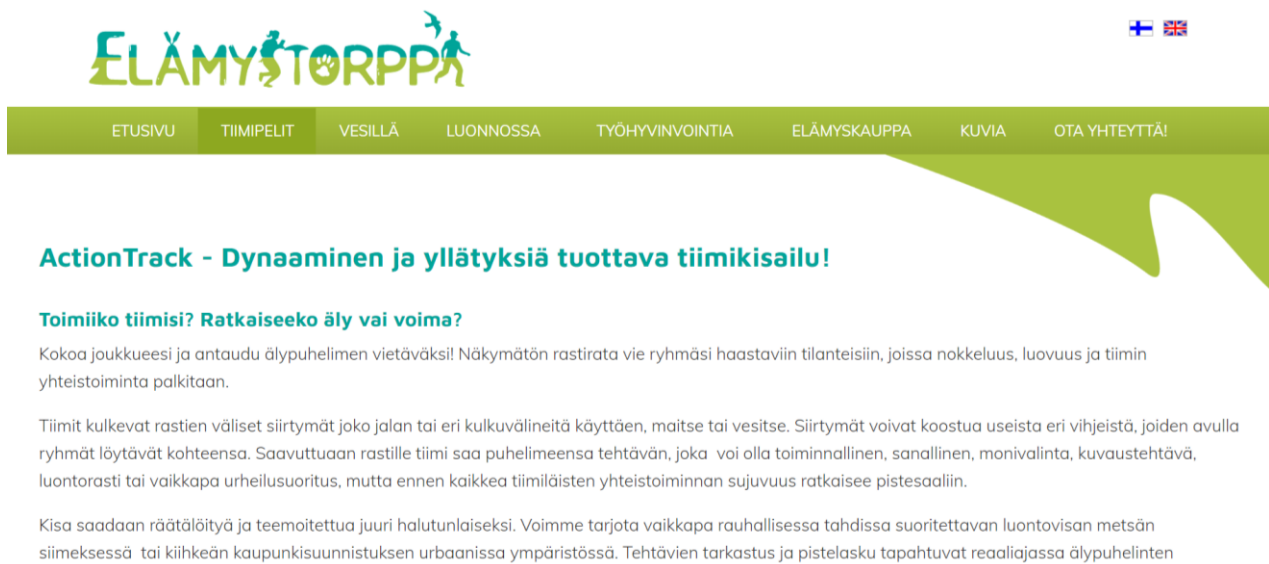 ELÄMYSTORPPA
ETUSIVU TIIMIPELIT VESILLÄ LUONNOSSA TYÖHYVINVOINTIA ELÄMYSKAUPPA KUVIA OTA YHTEYTTÄ!
ActionTrack - Dynaaminen ja yllätyksiä tuottava tiimikisailu!
Toimiiko tiimisi? Ratkaiseeko äly vai voima?
Kokoa joukkueesi ja antaudu älypuhelimen vietäväksi! Näkymätön rastirata vie ryhmäsi haastaviin tilanteisiin, joissa nokkeluus, luovuus ja tiimin
yhteistoiminta palkitaan.
Tiimit kulkevat rastien väliset siirtymät joko jalan tai eri kulkuvälineitä käyttäen, maitse tai vesitse. Siirtymät voivat koostua useista eri vihjeistä, joiden avulla
ryhmät löytävät kohteensa. Saavuttuaan rastille tiimi saa puhelimeensa tehtävän, joka voi olla toiminnallinen, sanallinen, monivalinta, kuvaustehtävä,
luontorasti tai vaikkapa urheilusuoritus, mutta ennen kaikkea tiimiläisten yhteistoiminnan sujuvuus ratkaisee pistesaaliin.
Kisa saadaan räätälöityä ja teemoitettua juuri halutunlaiseksi. Voimme tarjota vaikkapa rauhallisessa tahdissa suoritettavan luontovisan metsän
siimeksessä tai kiihkeän kaupunkisuunnistuksen urbaanissa ympäristössä. Tehtävien tarkastus ja pistelasku tapahtuvat reaaliajassa älypuhelinten